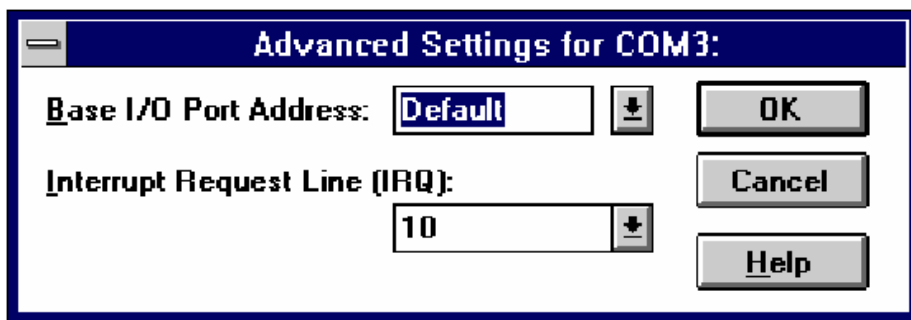 Advanced Settings for COM3:
Base I/O Port Address: Default
OK
Interrupt Request Line (IRQ):
Cancel
10
Help